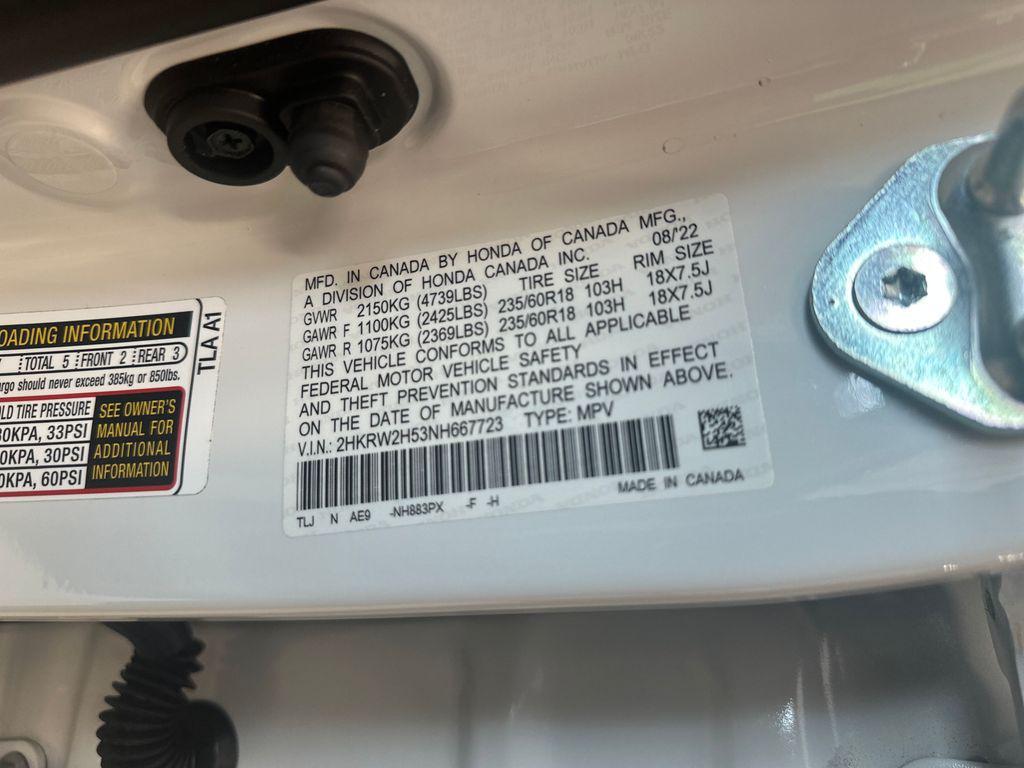 MFD. IN CANADA BY HONDA OF CANADA MFG.,
A DIVISION OF HONDA CANADA INC. 08/'22
GVWR 2150KG (4739LBS) TIRE SIZE RIM SIZE
GAWR F 1100KG (2425LBS) 235/60R18 103H 18X7.5J
GAWR R 1075KG (2369LBS) 235/60R18 103H 18X7.5J
THIS VEHICLE CONFORMS TO ALL APPLICABLE
FEDERAL MOTOR VEHICLE SAFETY
AND THEFT PREVENTION STANDARDS IN EFFECT
ON THE DATE OF MANUFACTURE SHOWN ABOVE.
V.I.N.: 2HKRW2H53NH667723 TYPE: MPV
MADE IN CANADA
TLJ N AE9 -NH883PX -F -H
OADING INFORMATION
TOTAL 5 FRONT 2 REAR 3
argo should never exceed 385kg or 850lbs.
OLD TIRE PRESSURE
30KPA, 33PSI
0KPA, 30PSI
0KPA, 60PSI
SEE OWNER'S
MANUAL FOR
ADDITIONAL
INFORMATION
TLA A1